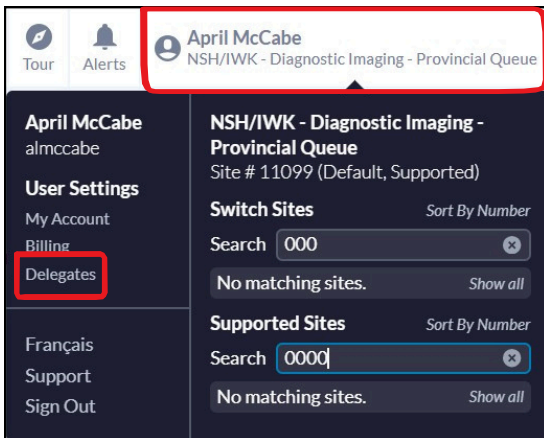 Tour
Alerts
April McCabe
NSH/IWK - Diagnostic Imaging - Provincial Queue
April McCabe
almccabe
User Settings
My Account
Billing
Delegates
Français
Support
Sign Out
NSH/IWK - Diagnostic Imaging -
Provincial Queue
Site # 11099 (Default, Supported)
Switch Sites Sort By Number
Search 000
No matching sites. Show all
Supported Sites Sort By Number
Search 0000
No matching sites. Show all